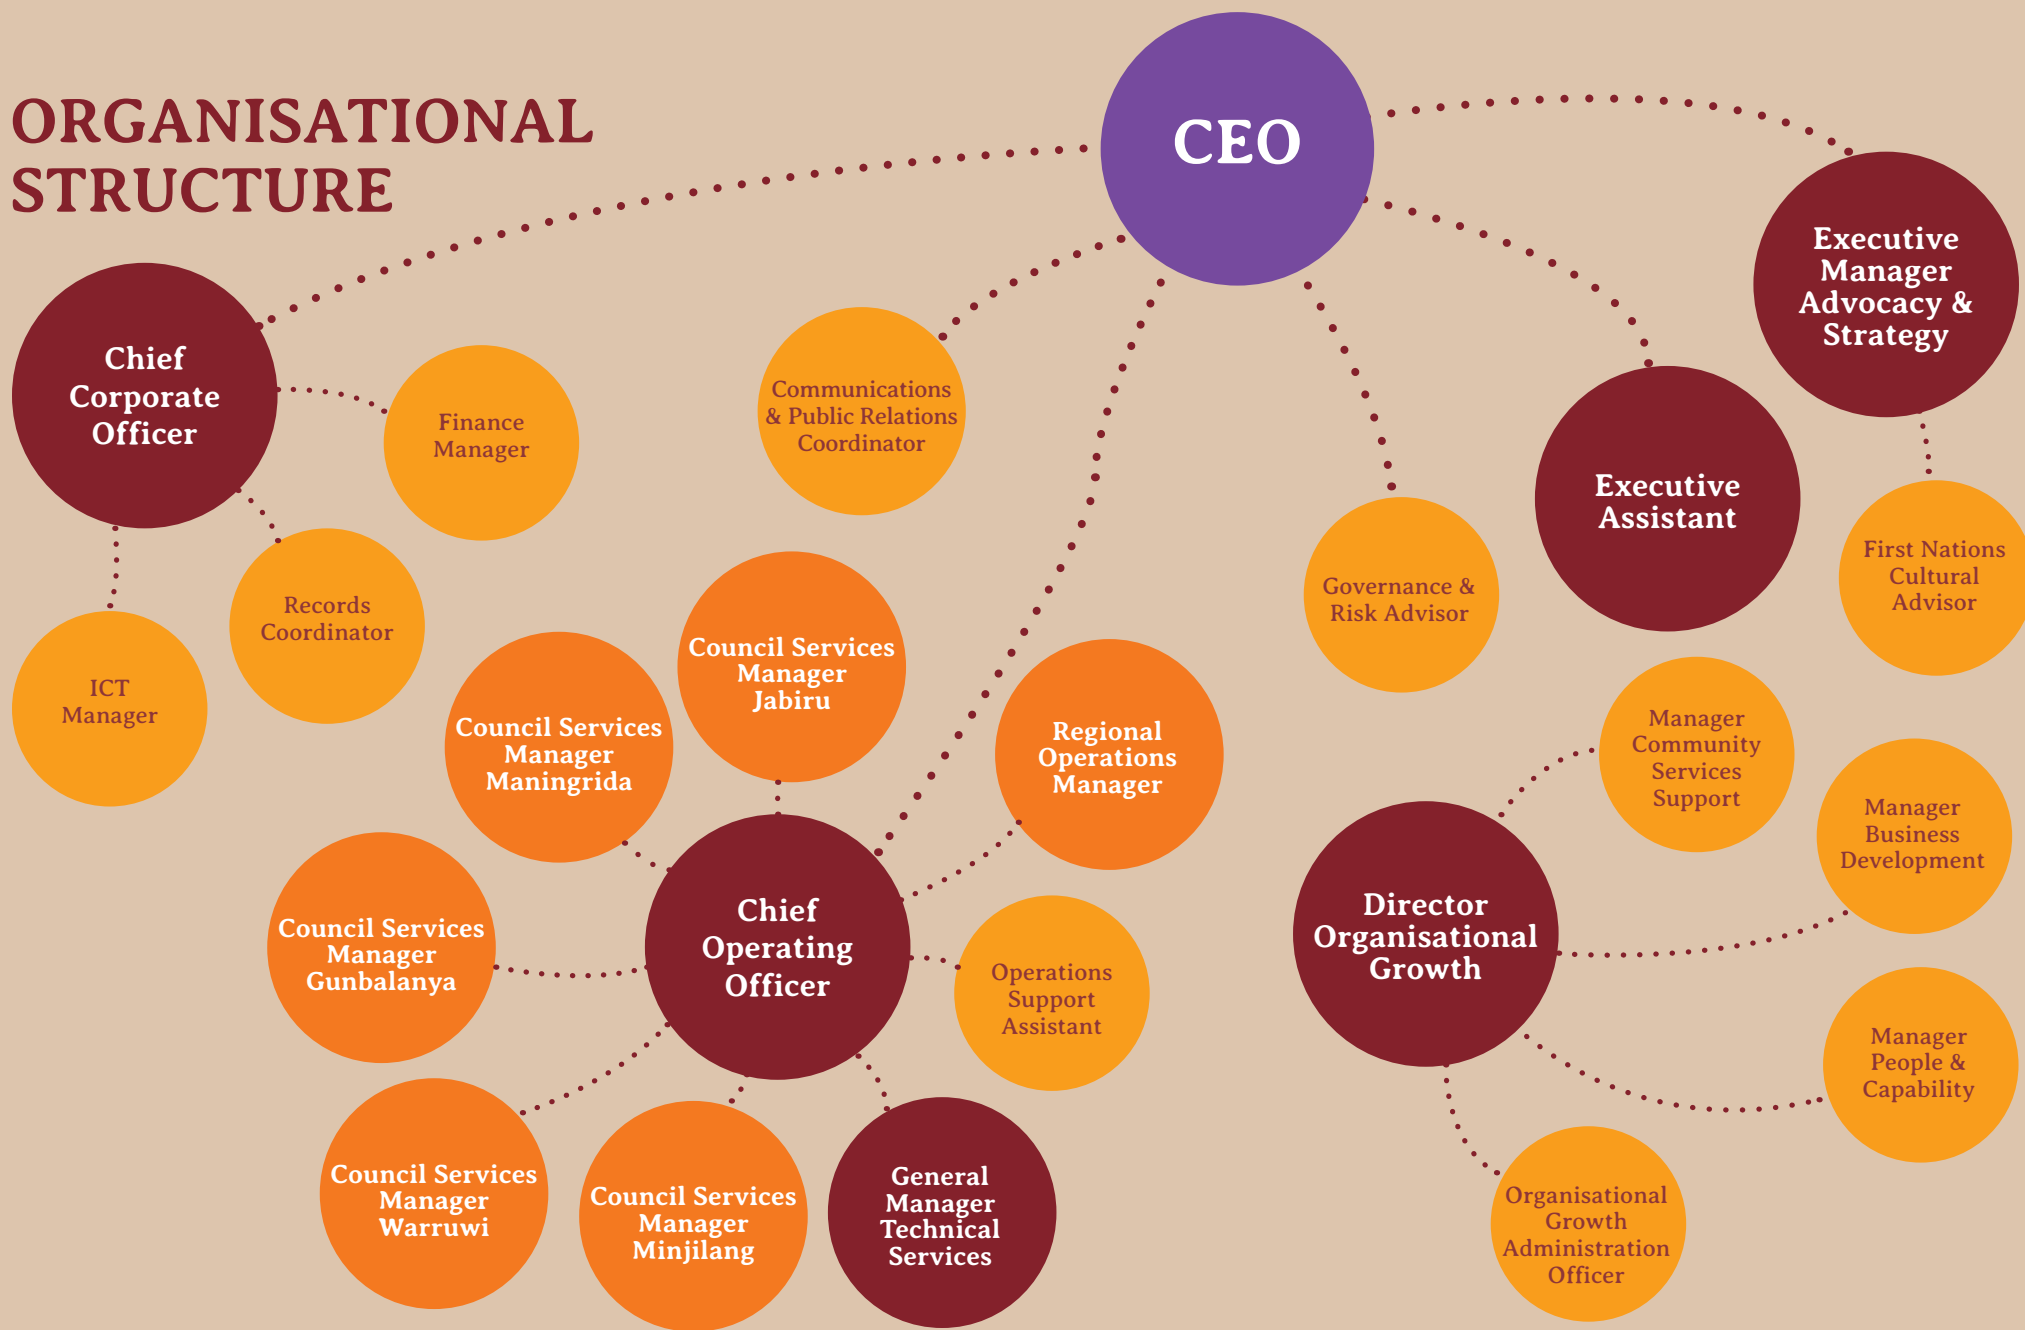 ORGANISATIONAL
STRUCTURE
CEO
Executive
Manager
Advocacy &
Strategy
Chief
Corporate
Officer
Finance
Manager
Communications
& Public Relations
Coordinator
Executive
Assistant
First Nations
Cultural
Advisor
Governance &
Risk Advisor
Records
Coordinator
ICT
Manager
Council Services
Manager
Jabiru
Council Services
Manager
Maningrida
Regional
Operations
Manager
Manager
Community
Services
Support
Manager
Business
Development
Council Services
Manager
Gunbalanya
Chief
Operating
Officer
Operations
Support
Assistant
Director
Organisational
Growth
Manager
People &
Capability
Council Services
Manager
Warruwi
Council Services
Manager
Minjilang
General
Manager
Technical
Services
Organisational
Growth
Administration
Officer